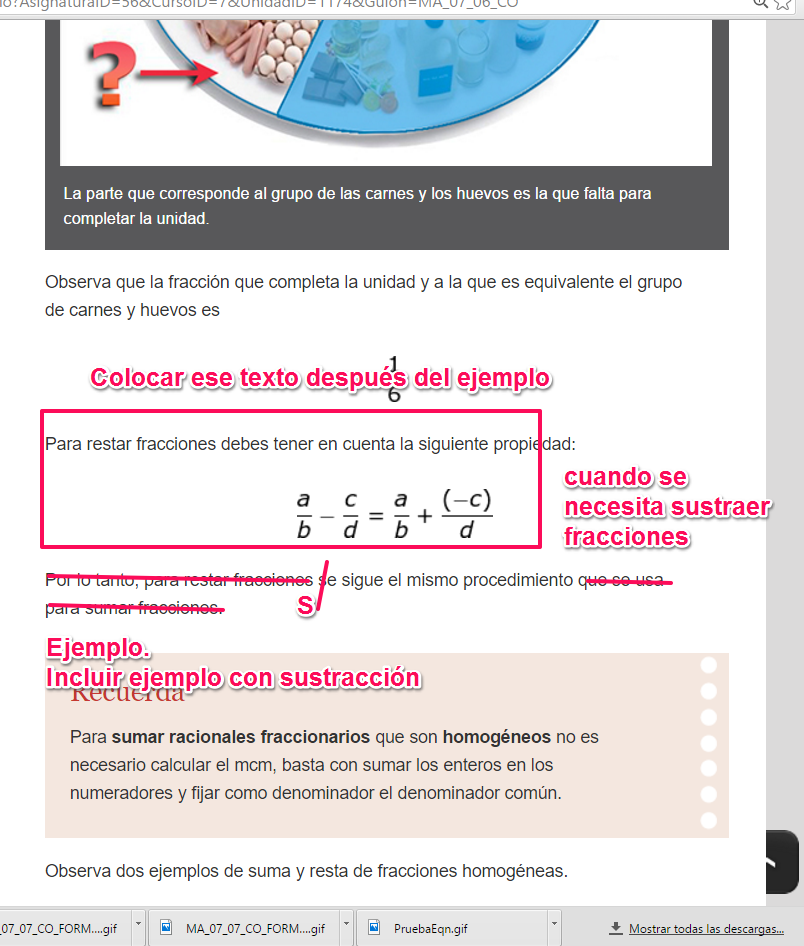 do?AsignaturaID=56&CursoID=7&UnidadID=1174&Guion=MA_07_06_CO
?
La parte que corresponde al grupo de las carnes y los huevos es la que falta para
completar la unidad.
Observa que la fracción que completa la unidad y a la que es equivalente el grupo
de carnes y huevos es
1
6
Colocar ese texto después del ejemplo
Para restar fracciones debes tener en cuenta la siguiente propiedad:
a/b − c/d = a/b + (−c)/d
cuando se
necesita sustraer
fracciones
Por lo tanto, para restar fracciones se sigue el mismo procedimiento que se usa
para sumar fracciones.
S
Ejemplo.
Incluir ejemplo con sustracción
Recuerda
Para sumar racionales fraccionarios que son homogéneos no es
necesario calcular el mcm, basta con sumar los enteros en los
numeradores y fijar como denominador el denominador común.
Observa dos ejemplos de suma y resta de fracciones homogéneas.
_07_07_CO_FORM....gif
MA_07_07_CO_FORM....gif
PruebaEqn.gif
Mostrar todas las descargas...